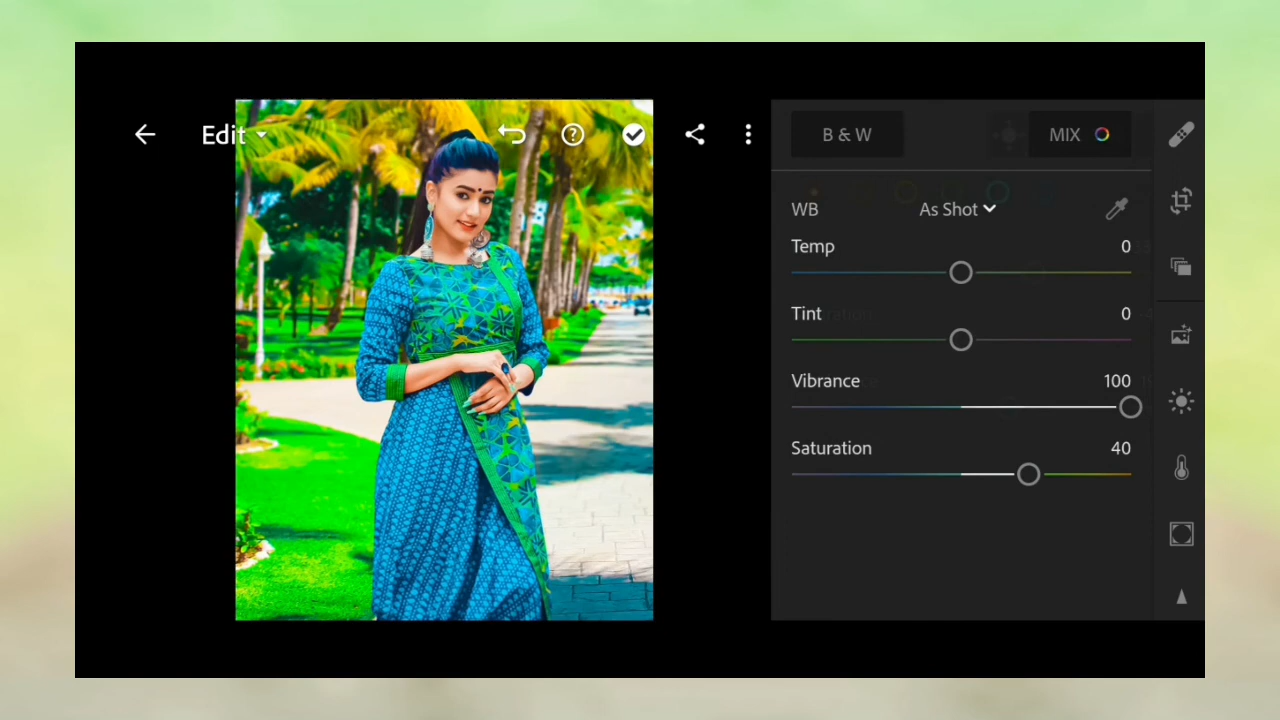 Edit
B & W
MIX
WB
As Shot
Temp
0
Tint
0
Vibrance
100
Saturation
40